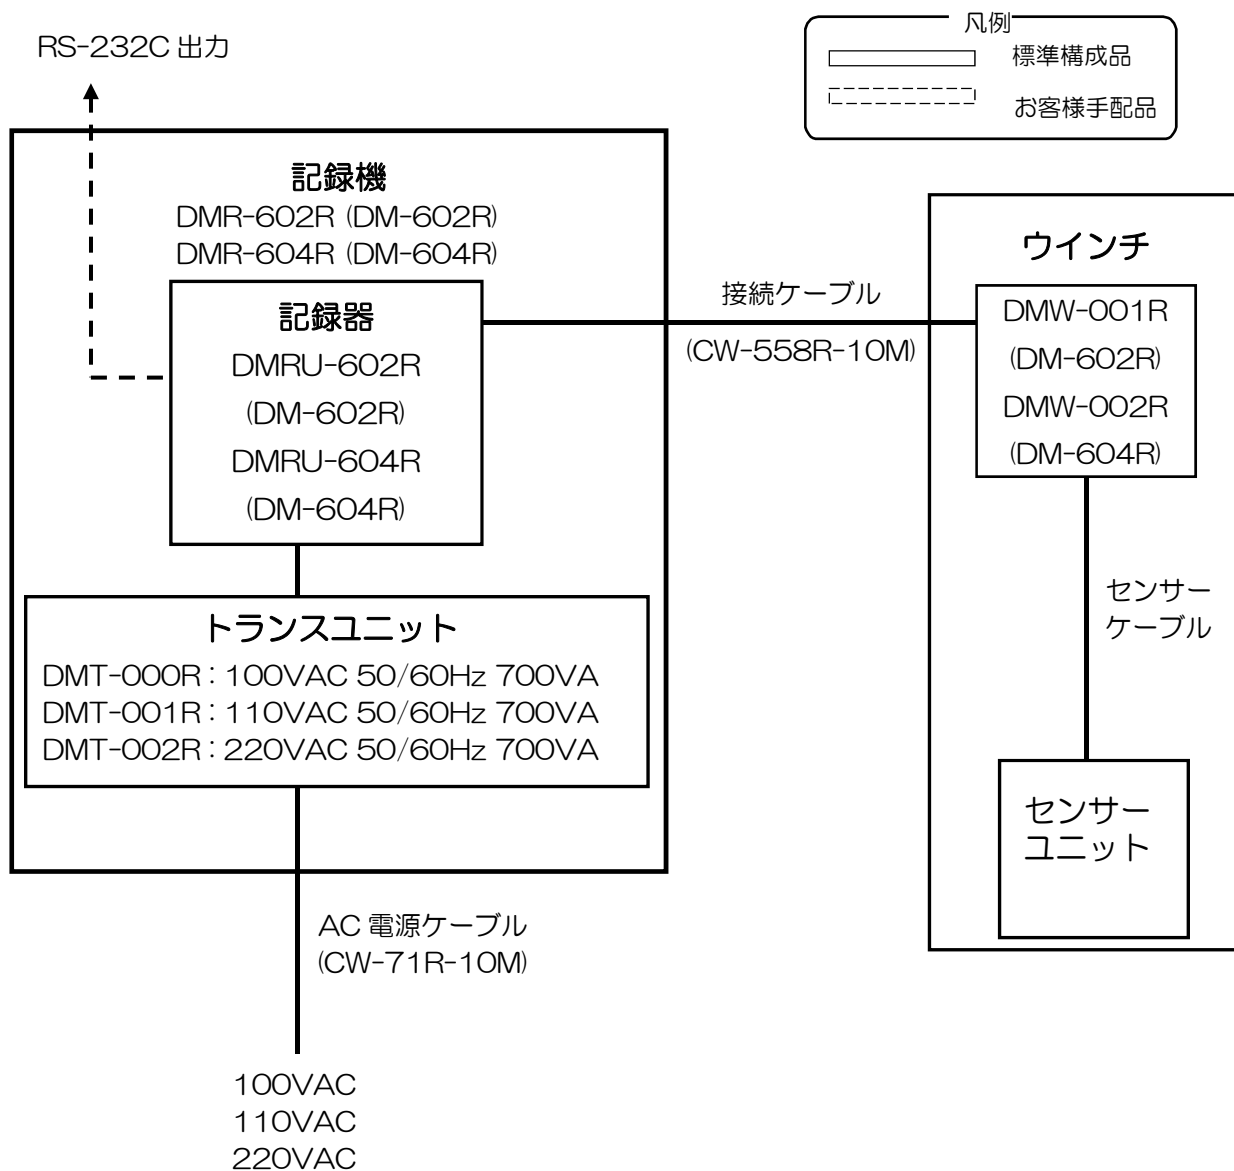 RS-232C 出力
凡例
標準構成品
お客様手配品
記録機
DMR-602R (DM-602R)
DMR-604R (DM-604R)
記録器
DMRU-602R
(DM-602R)
DMRU-604R
(DM-604R)
接続ケーブル
(CW-558R-10M)
ウインチ
DMW-001R
(DM-602R)
DMW-002R
(DM-604R)
センサー
ケーブル
センサー
ユニット
トランスユニット
DMT-000R : 100VAC 50/60Hz 700VA
DMT-001R : 110VAC 50/60Hz 700VA
DMT-002R : 220VAC 50/60Hz 700VA
AC 電源ケーブル
(CW-71R-10M)
100VAC
110VAC
220VAC